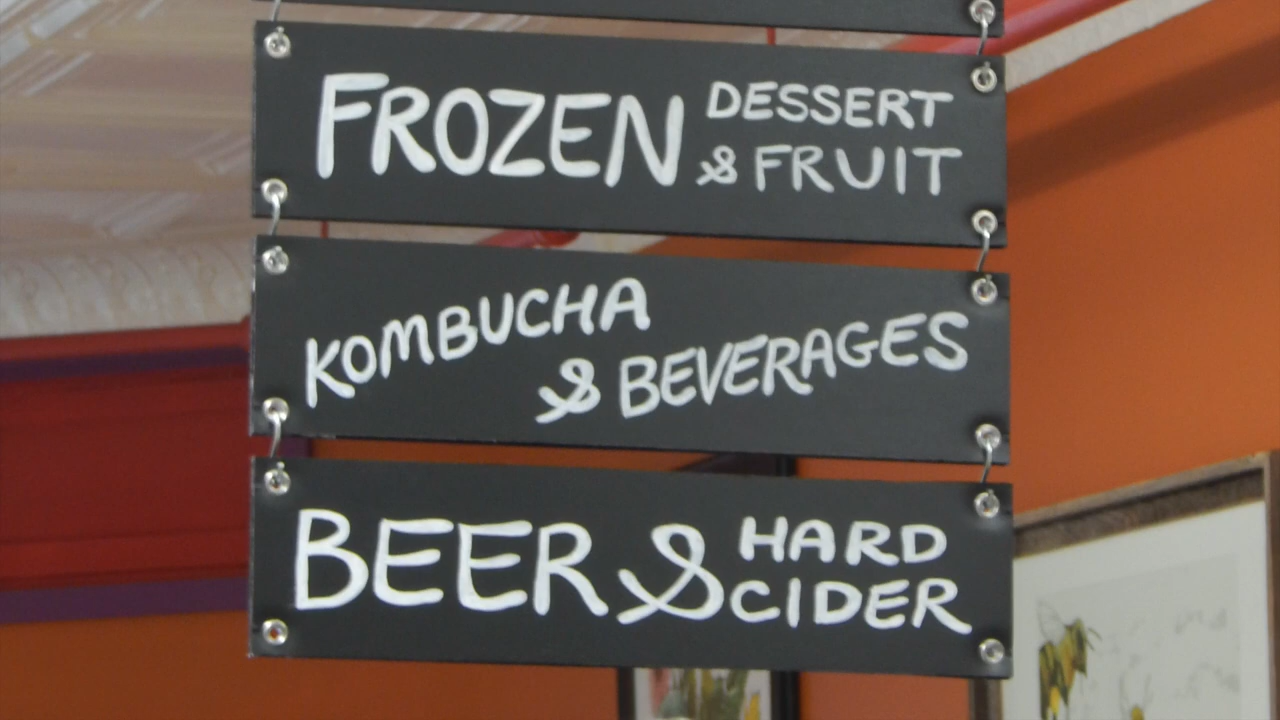 FROZEN DESSERT
& FRUIT
KOMBUCHA
& BEVERAGES
BEER & HARD
CIDER